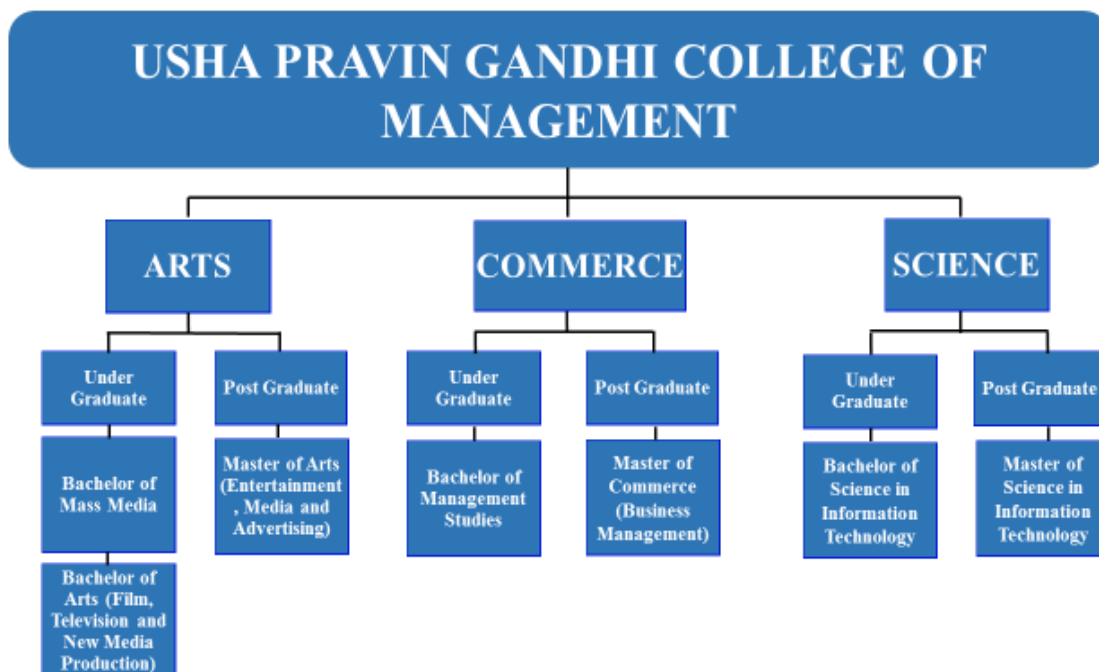 USHA PRAVIN GANDHI COLLEGE OF
MANAGEMENT
ARTS
COMMERCE
SCIENCE
Under
Graduate
Post Graduate
Under
Graduate
Post Graduate
Under
Graduate
Post Graduate
Bachelor of
Mass Media
Master of Arts
(Entertainment
, Media and
Advertising)
Bachelor of
Management
Studies
Master of
Commerce
(Business
Management)
Bachelor of
Science in
Information
Technology
Master of
Science in
Information
Technology
Bachelor of
Arts (Film,
Television and
New Media
Production)